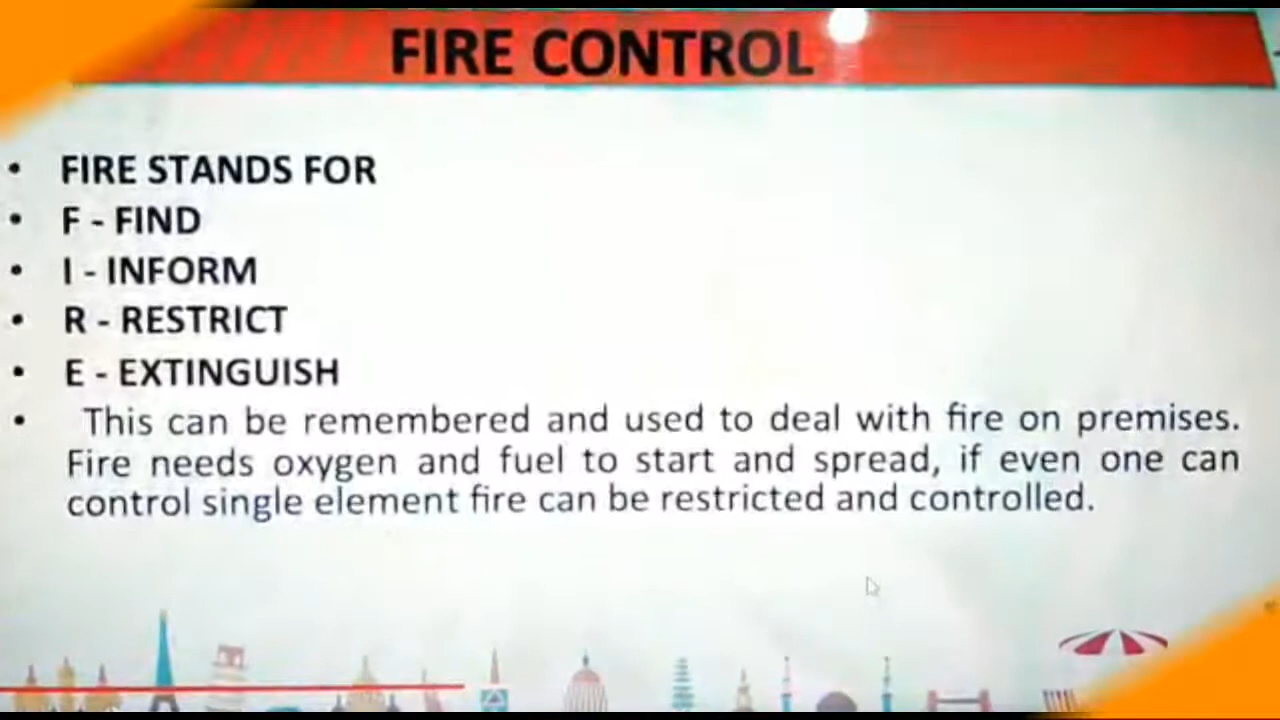 FIRE CONTROL
• FIRE STANDS FOR
• F - FIND
• I - INFORM
• R - RESTRICT
• E - EXTINGUISH
• This can be remembered and used to deal with fire on premises.
Fire needs oxygen and fuel to start and spread, if even one can
control single element fire can be restricted and controlled.